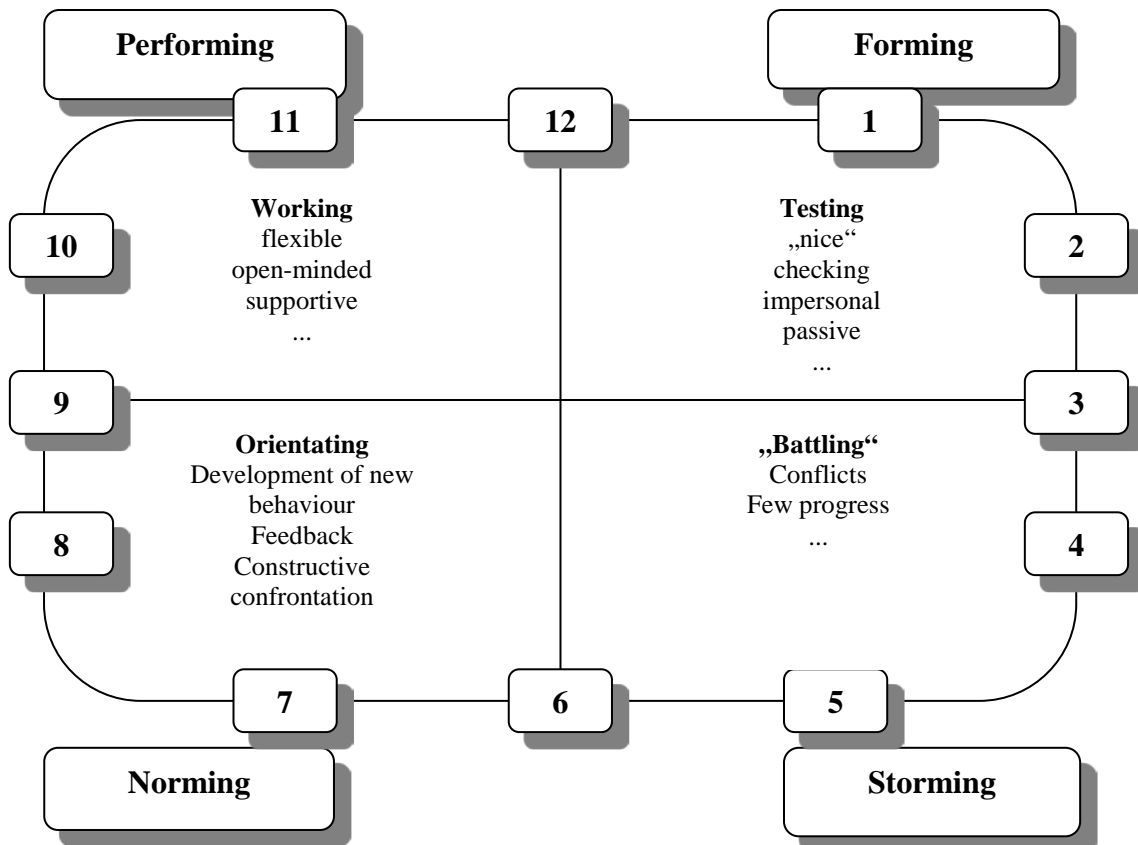 Performing
Forming
11
12
1
Working
flexible
open-minded
supportive
...
Testing
„nice“
checking
impersonal
passive
...
10
2
9
3
Orientating
Development of new
behaviour
Feedback
Constructive
confrontation
„Battling“
Conflicts
Few progress
...
8
4
7
6
5
Norming
Storming